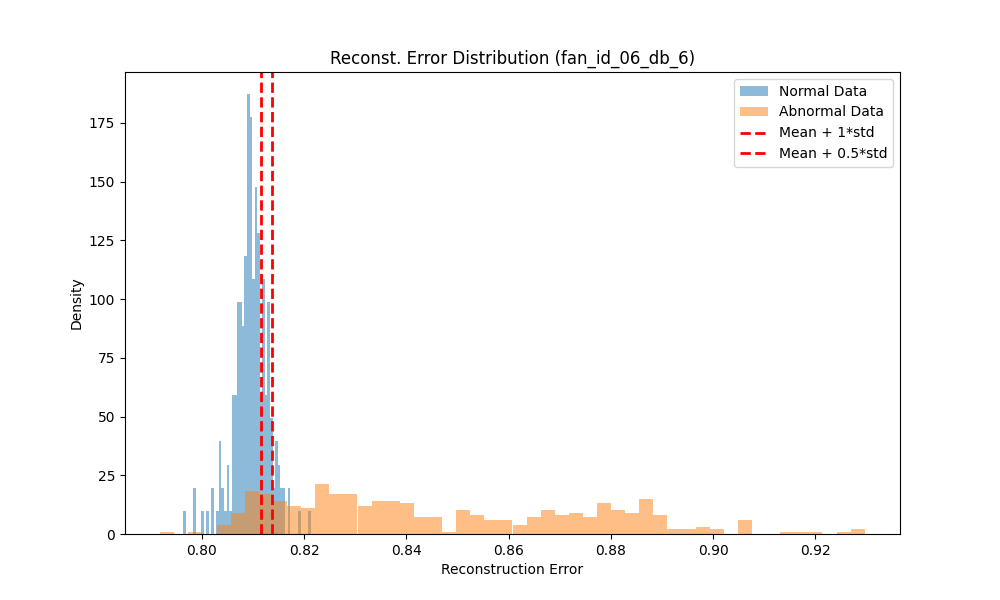 Reconst. Error Distribution (fan_id_06_db_6)
Normal Data
Abnormal Data
Mean + 1*std
Mean + 0.5*std
175
150
125
100
75
50
25
0
Density
0.80 0.82 0.84 0.86 0.88 0.90 0.92
Reconstruction Error